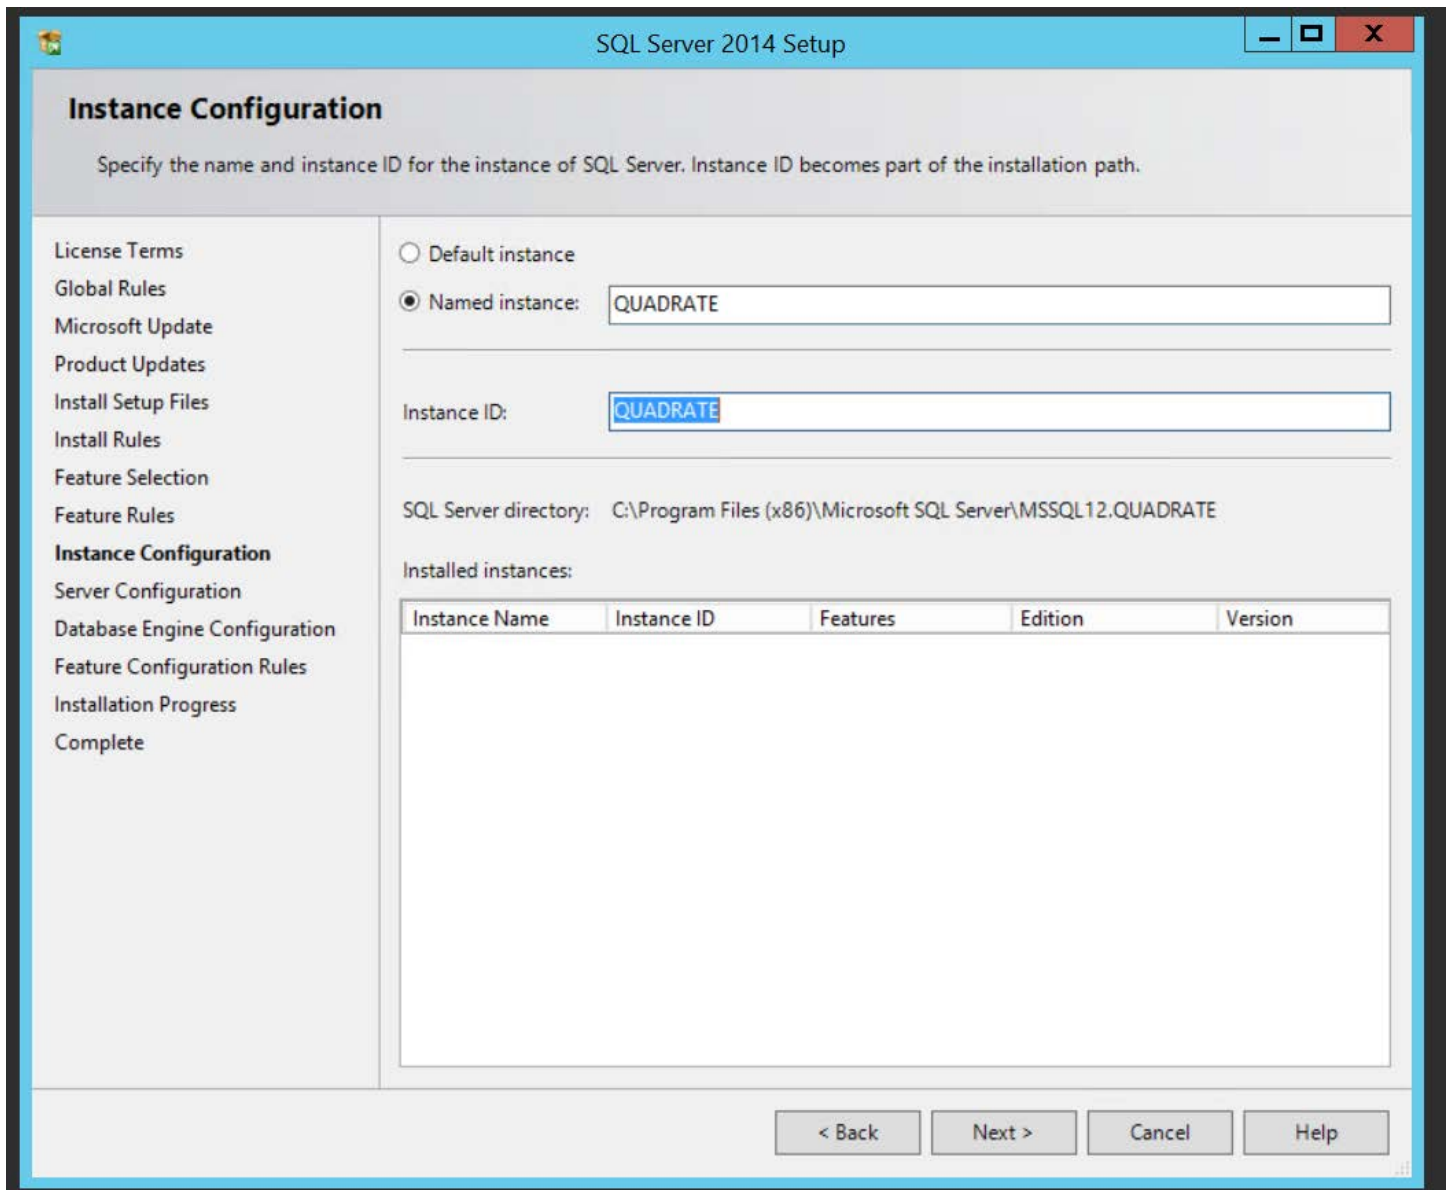 SQL Server 2014 Setup
Instance Configuration
Specify the name and instance ID for the instance of SQL Server. Instance ID becomes part of the installation path.
License Terms
Global Rules
Microsoft Update
Product Updates
Install Setup Files
Install Rules
Feature Selection
Feature Rules
Instance Configuration
Server Configuration
Database Engine Configuration
Feature Configuration Rules
Installation Progress
Complete
Default instance
Named instance: QUADRATE
Instance ID: QUADRATE
SQL Server directory: C:\Program Files (x86)\Microsoft SQL Server\MSSQL12.QUADRATE
Installed instances:
Instance Name Instance ID Features Edition Version
< Back Next > Cancel Help